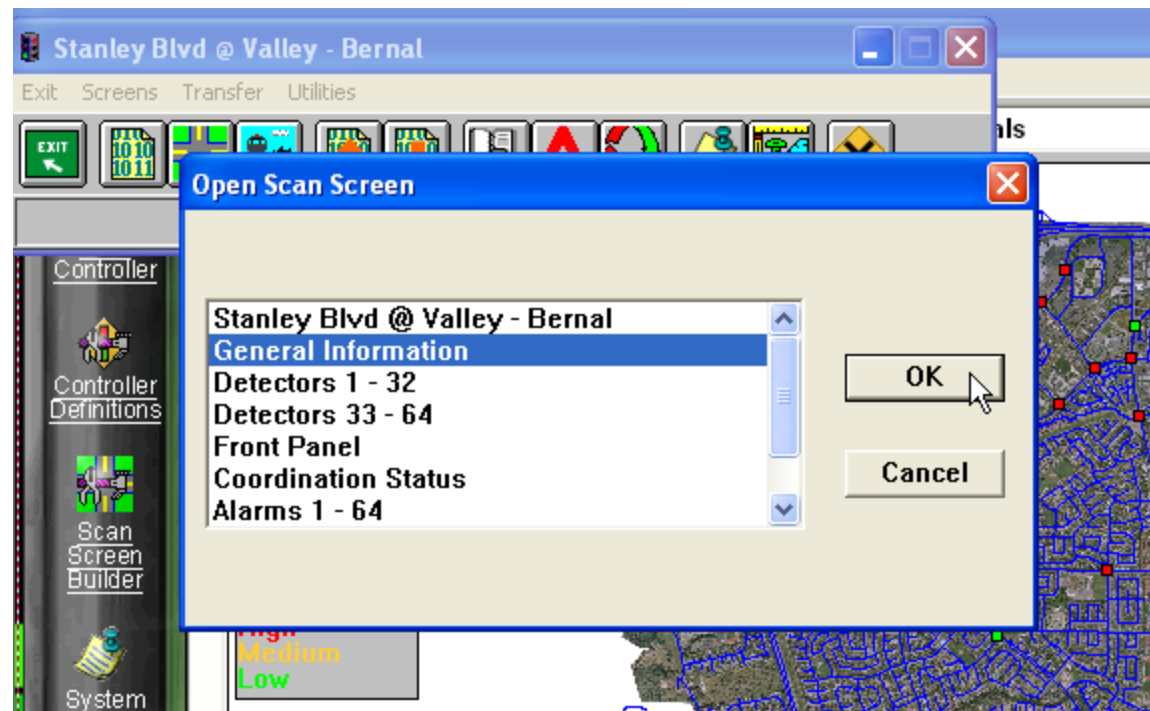 Stanley Blvd @ Valley - Bernal
Exit Screens Transfer Utilities
EXIT
Open Scan Screen
Controller
Controller
Definitions
Scan
Screen
Builder
System
Stanley Blvd @ Valley - Bernal
General Information
Detectors 1 - 32
Detectors 33 - 64
Front Panel
Coordination Status
Alarms 1 - 64
OK
Cancel
High
Medium
Low